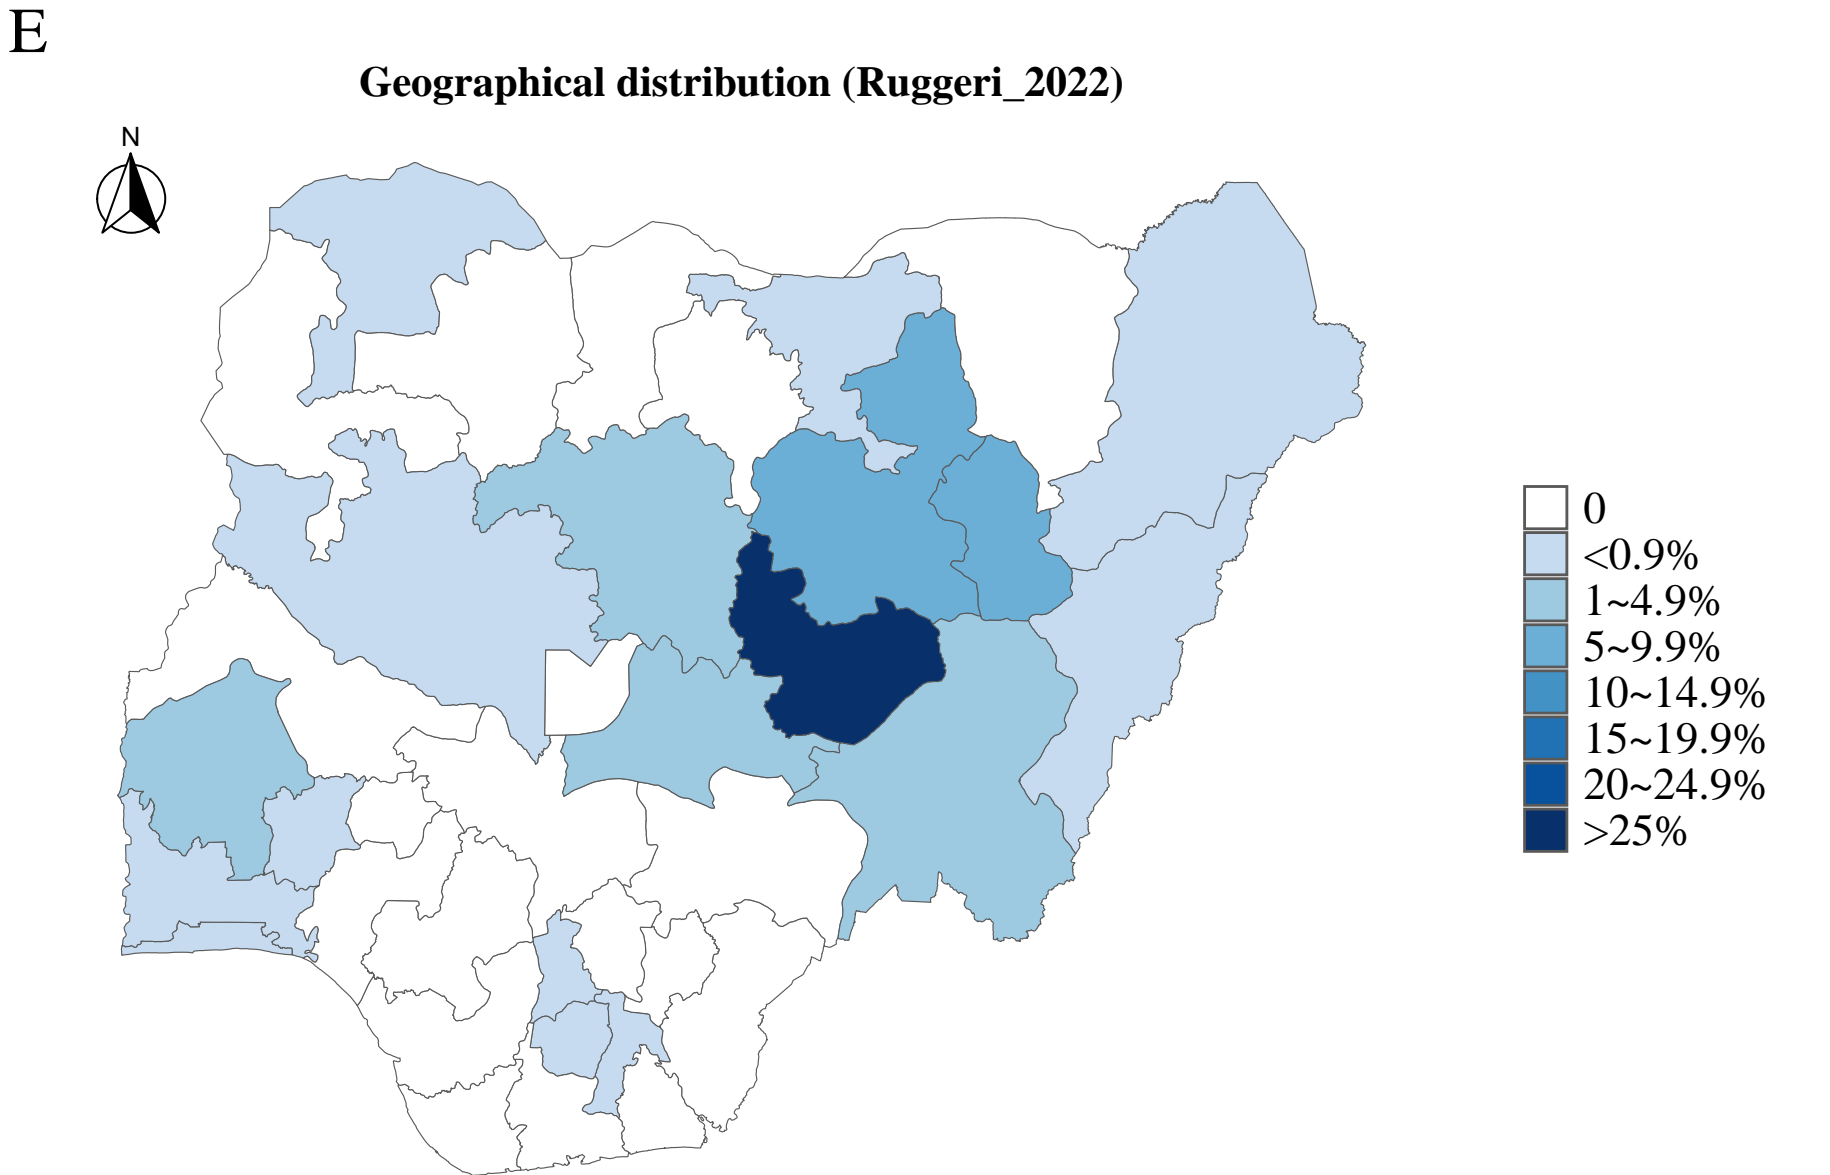 E
Geographical distribution (Ruggeri_2022)
N
0
<0.9%
1~4.9%
5~9.9%
10~14.9%
15~19.9%
20~24.9%
>25%